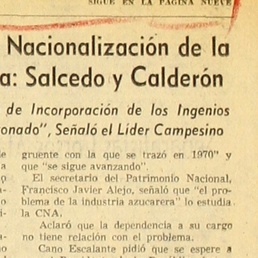 SIGUE EN LA PAGINA NUEVE
Nacionalización de la
a: Salcedo y Calderón
de Incorporación de los Ingenios
onado", Señaló el Líder Campesino
gruente con la que se trazó en 1970" y
que "se sigue avanzando".
El secretario del Patrimonio Nacional,
Francisco Javier Alejo, señaló que "el pro-
blema de la industria azucarera" lo estudia
la CNA.
Aclaró que la dependencia a su cargo
no tiene relación con el problema.
Cano Escalante pidió que se espere a